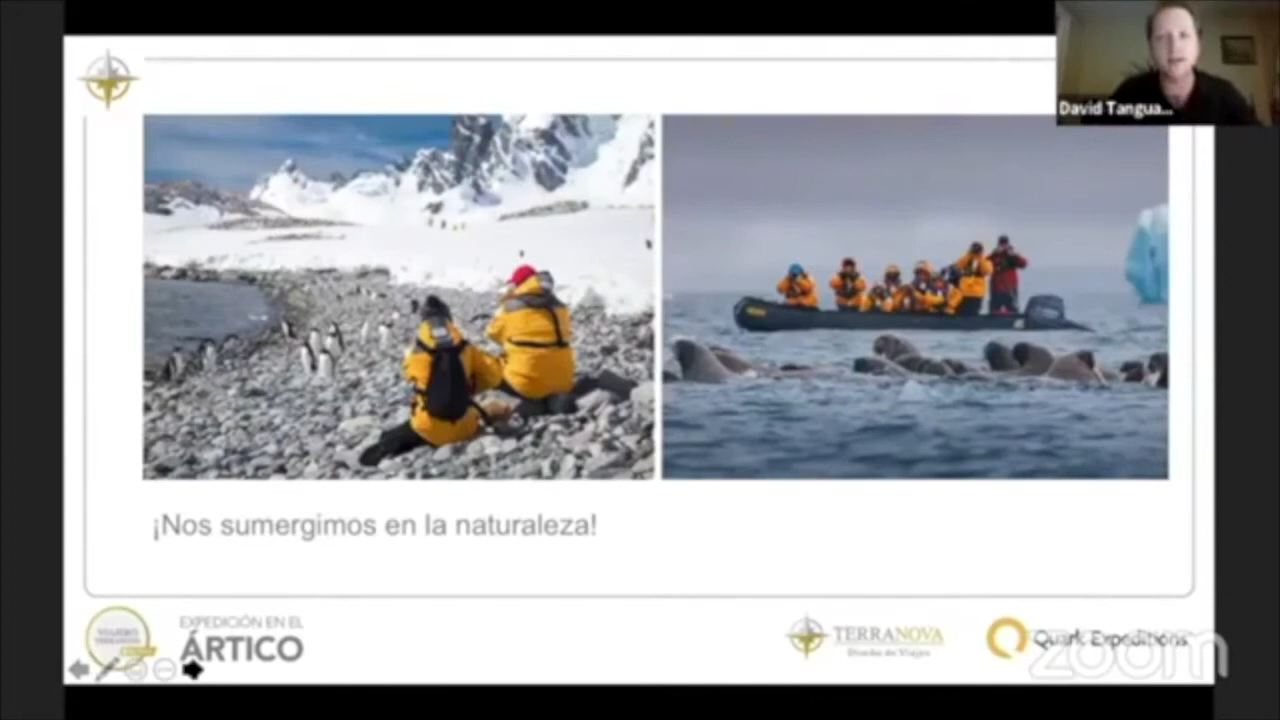 David Tangua...
¡Nos sumergimos en la naturaleza!
EXPEDICIÓN EN EL
ÁRTICO
TERRANOVA
Diseño de Viajes
Quark Expeditions
zoom